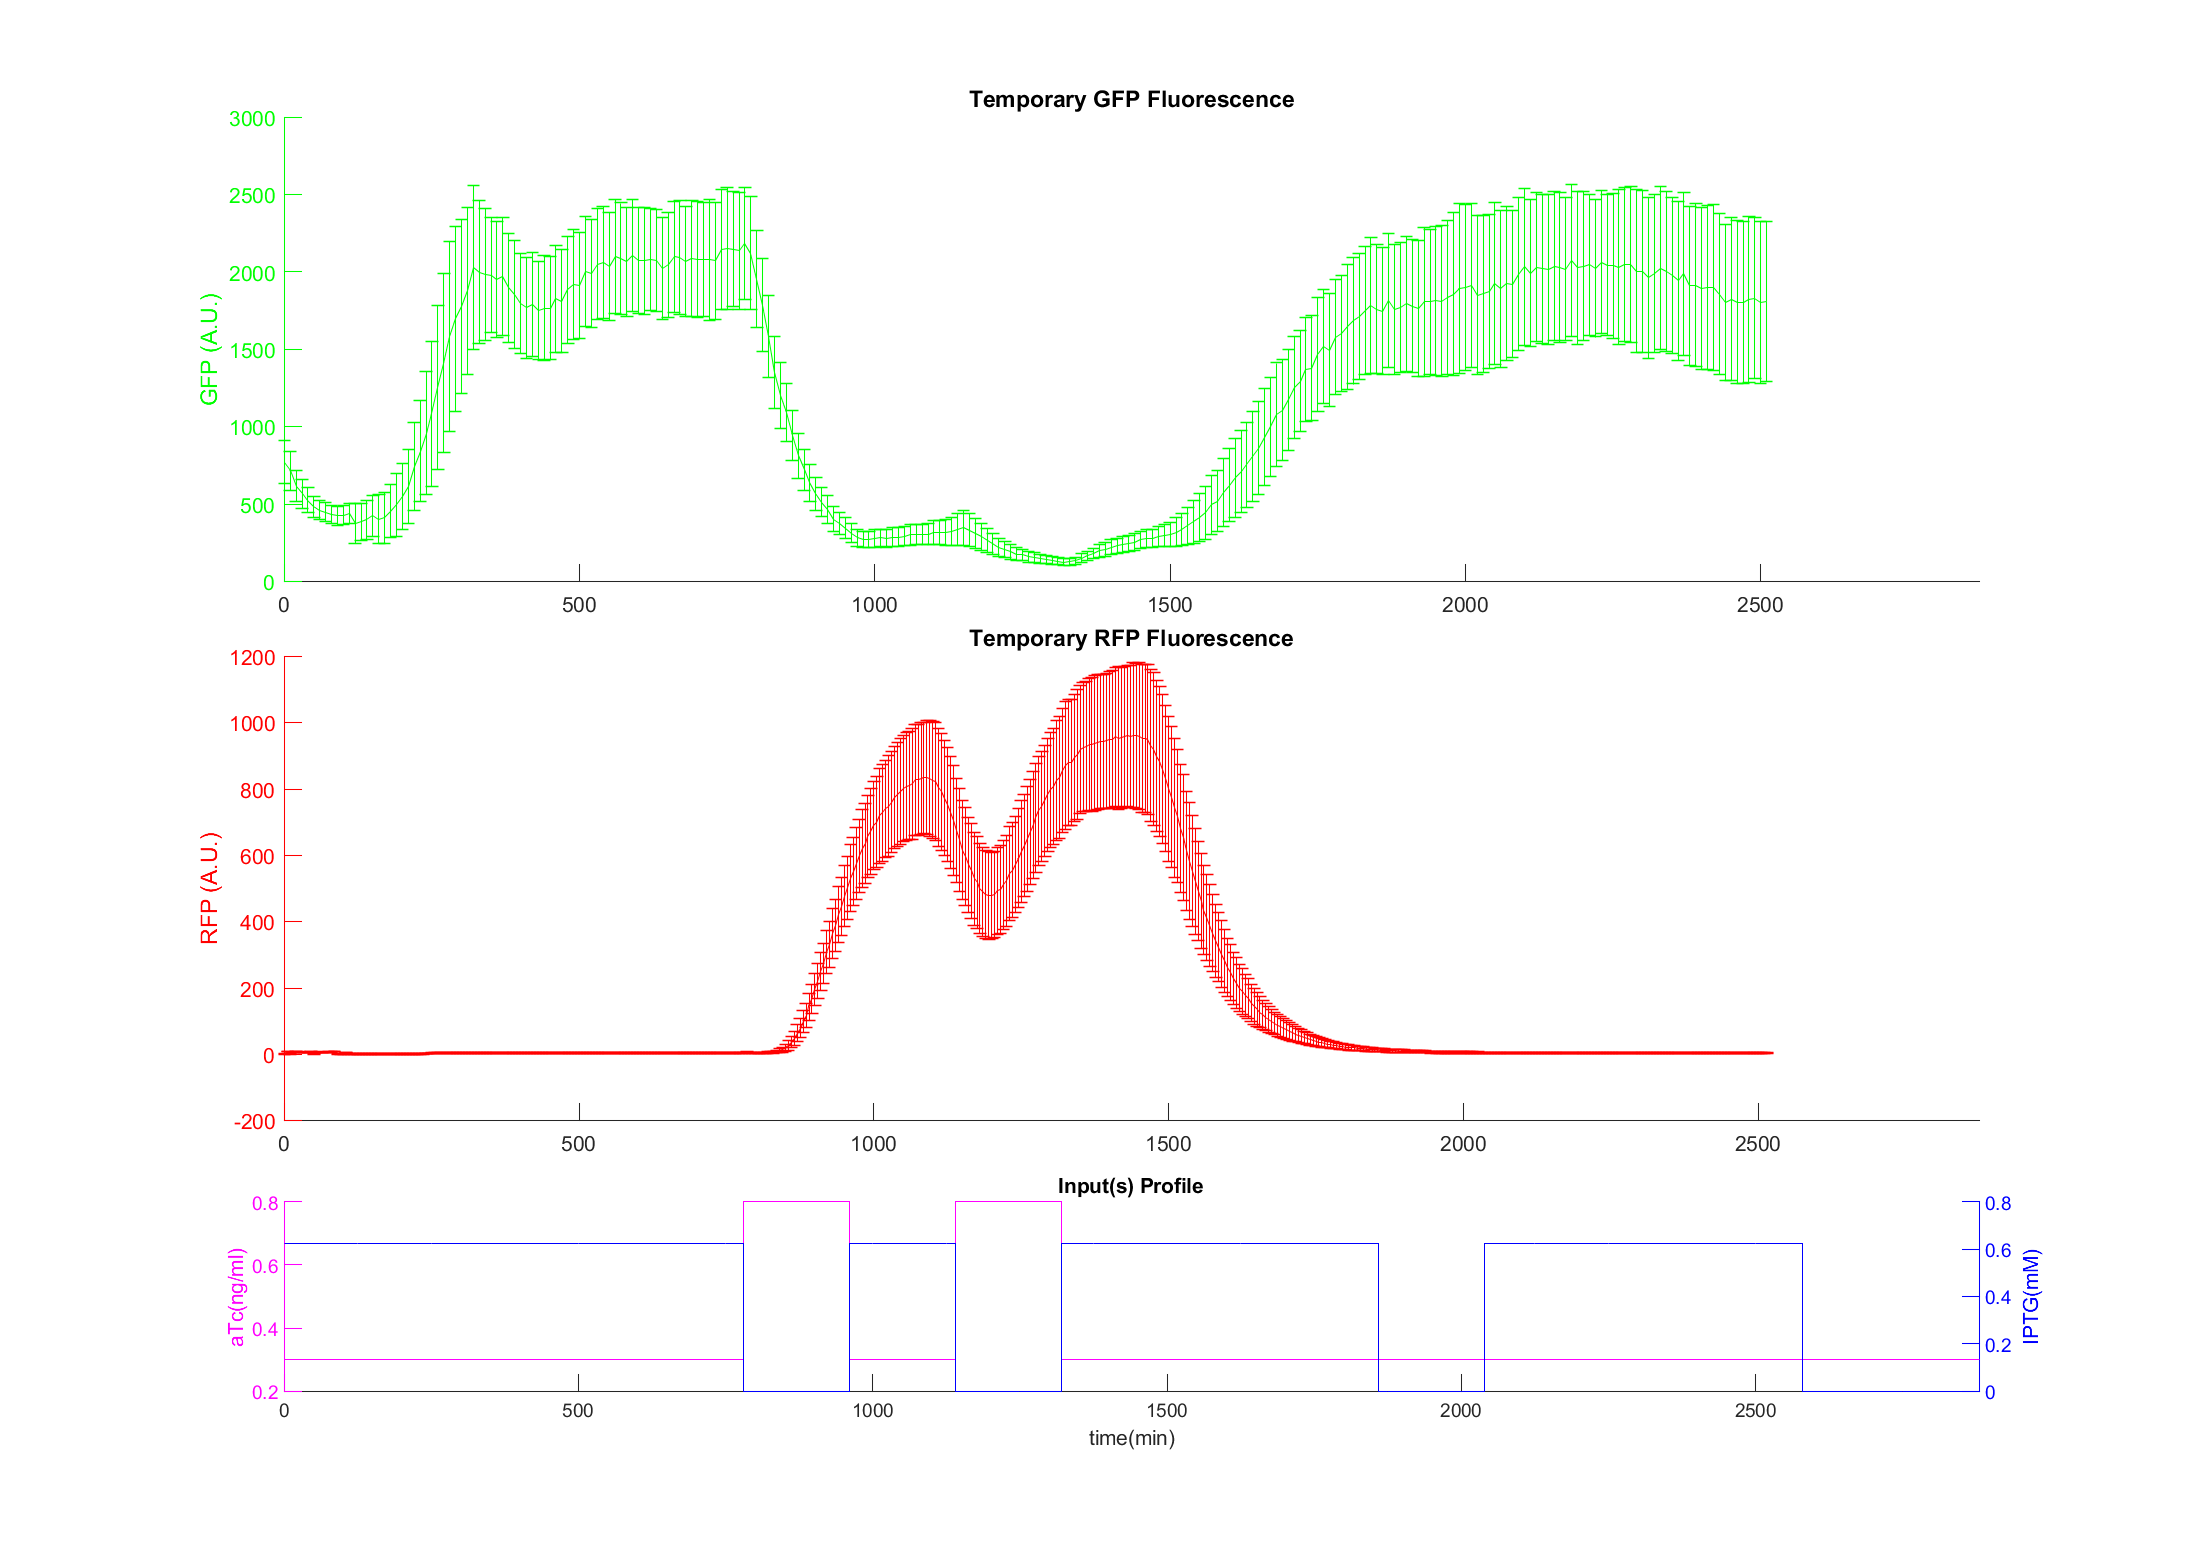 Temporary GFP Fluorescence
3000
2500
2000
1500
1000
500
0
GFP (A.U.)
0 500 1000 1500 2000 2500
Temporary RFP Fluorescence
1200
1000
800
600
400
200
0
-200
RFP (A.U.)
0 500 1000 1500 2000 2500
Input(s) Profile
0.8
0.6
0.4
0.2
aTc(ng/ml)
0.8
0.6
0.4
0.2
0
IPTG(mM)
0 500 1000 1500 2000 2500
time(min)